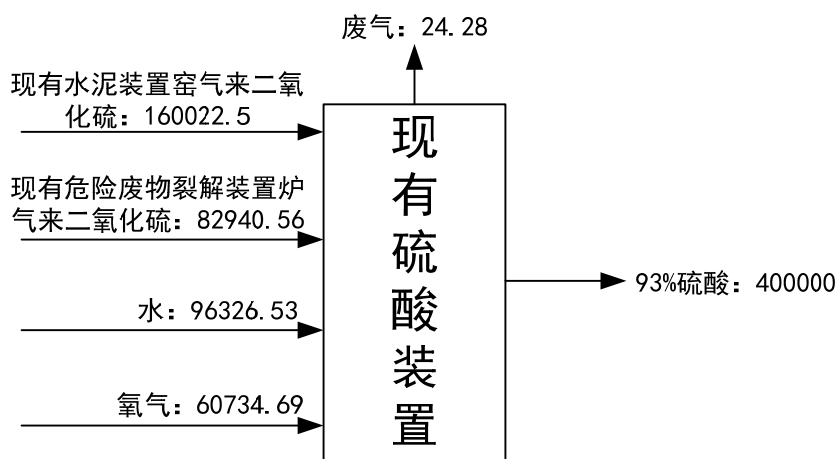 废气：24.28
现有水泥装置窑气来二氧
化硫：160022.5
现有危险废物裂解装置炉
气来二氧化硫：82940.56
水：96326.53
氧气：60734.69
现
有
硫
酸
装
置
93%硫酸：400000